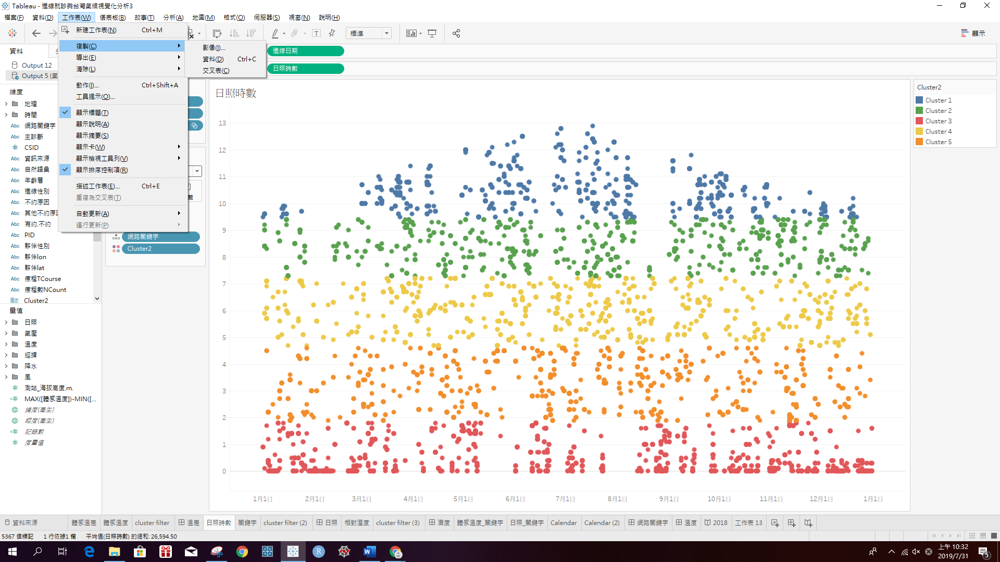 Tableau - 進線就診與台灣氣候視覺化分析3
檔案(F) 資料(D) 工作表(W) 儀表板(B) 故事(T) 分析(A) 地圖(M) 格式(O) 伺服器(S) 視窗(N) 說明(H)
新建工作表(N) Ctrl+M
複製(C)
導出(E)
清除(L)
動作(I)... Ctrl+Shift+A
工具提示(O)...
顯示標題(T)
顯示說明(A)
顯示摘要(S)
顯示卡(W)
顯示檢視工具列(V)
顯示排序控制項(R)
描述工作表(E)... Ctrl+E
重複為交叉表(T)
自動更新(A)
運行更新(P)
影像(I)...
資料(D) Ctrl+C
交叉表(C)
標準
顯示
資料
Output 12
Output 5 (氣
維度
地理
時間
Abc 網路關鍵字
Abc 主診斷
CSID
Abc 資訊來源
Abc 自然語彙
Abc 年齡層
Abc 進線性別
Abc 不約原因
Abc 其他不約原因
Abc 有約.不約
Abc PID
Abc 夥伴性別
Abc 夥伴lon
Abc 夥伴lat
Abc 療程TCourse
Abc 療程數NCount
Cluster2
量值
日照
氣壓
溫度
經緯
降水
風
測站_海拔高度.m.
MAX([體感溫度])-MIN([...
緯度(產生)
經度(產生)
記錄數
度量值
網路關鍵字
Cluster2
進線日期
日照時數
日照時數
13
12
11
10
9
8
7
6
5
4
3
2
1
0
1月1日 2月1日 3月1日 4月1日 5月1日 6月1日 7月1日 8月1日 9月1日 10月1日 11月1日 12月1日 1月1日
Cluster2
Cluster 1
Cluster 2
Cluster 3
Cluster 4
Cluster 5
資料來源 體感溫差 體感溫度 cluster filter 溫差 日照時數 關鍵字 cluster filter (2) 日照 相對溼度 cluster filter (3) 濕度 體感溫度_關鍵字 日照_關鍵字 Calendar Calendar (2) 網路關鍵字 溫度 2018 工作表 13
5367 個標記 1 行依據1 欄 平均值(日照時數) 的總和: 26,594.50
上午 10:32
2019/7/31
5